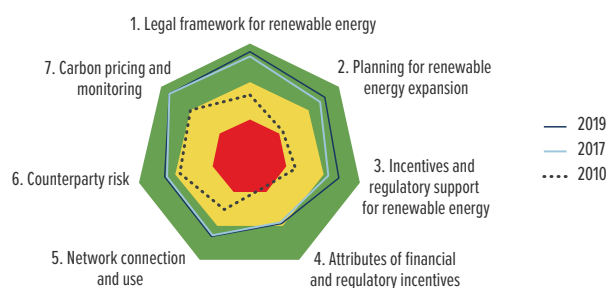 1. Legal framework for renewable energy
2. Planning for renewable
energy expansion
3. Incentives and
regulatory support
for renewable energy
4. Attributes of financial
and regulatory incentives
5. Network connection
and use
6. Counterparty risk
7. Carbon pricing and
monitoring
2019
2017
2010